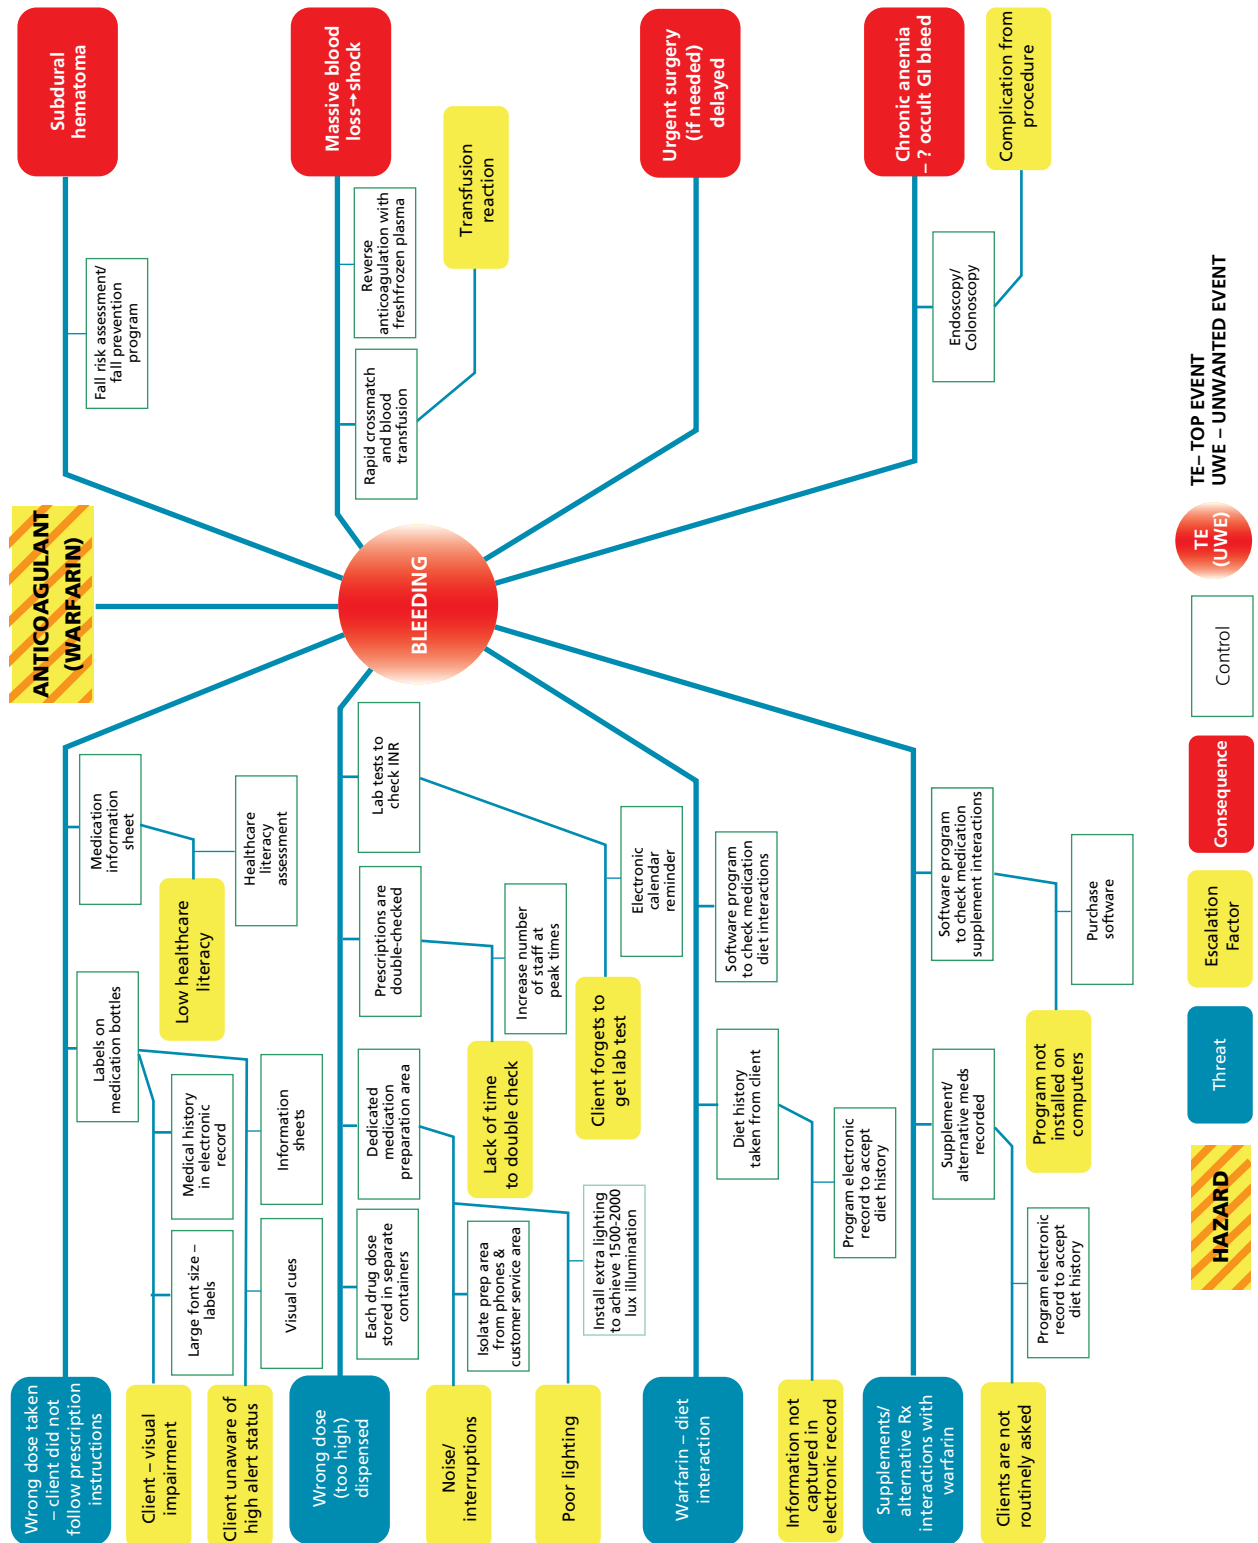 ANTICOAGULANT
(WARFARIN)
BLEEDING
Wrong dose taken
– client did not
follow prescription
instructions
Labels on
medication bottles
Medication
information
sheet
Client – visual
impairment
Large font size –
labels
Medical history
in electronic
record
Low healthcare
literacy
Healthcare
literacy
assessment
Client unaware of
high alert status
Visual cues
Information
sheets
Wrong dose
(too high)
dispensed
Each drug dose
stored in separate
containers
Dedicated
medication
preparation area
Prescriptions are
double-checked
Lab tests to
check INR
Noise/
interruptions
Isolate prep area
from phones &
customer service area
Lack of time
to double check
Increase number
of staff at
peak times
Poor lighting
Install extra lighting
to achieve 1500-2000
lux illumination
Client forgets to
get lab test
Electronic
calendar
reminder
Warfarin – diet
interaction
Diet history
taken from client
Software program
to check medication
diet interactions
Information not
captured in
electronic record
Program electronic
record to accept
diet history
Supplements/
alternative Rx
interactions with
warfarin
Supplement/
alternative meds
recorded
Software program
to check medication
supplement interactions
Clients are not
routinely asked
Program electronic
record to accept
diet history
Program not
installed on
computers
Purchase
software
Subdural
hematoma
Fall risk assessment/
fall prevention
program
Massive blood
loss→shock
Rapid crossmatch
and blood
transfusion
Reverse
anticoagulation with
freshfrozen plasma
Transfusion
reaction
Urgent surgery
(if needed)
delayed
Chronic anemia
– ? occult GI bleed
Endoscopy/
Colonoscopy
Complication from
procedure
HAZARD
Threat
Escalation
Factor
Consequence
Control
TE
(UWE)
TE– TOP EVENT
UWE – UNWANTED EVENT